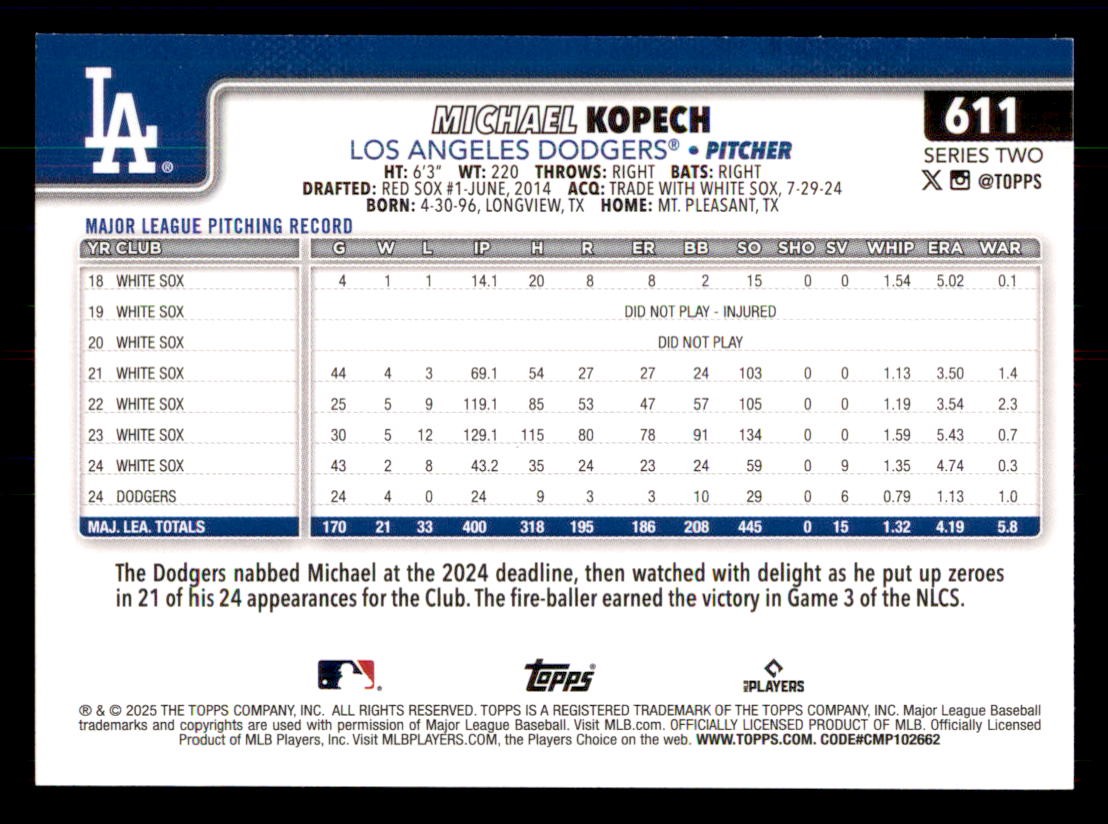 LA®
MICHAEL KOPECH
611
LOS ANGELES DODGERS® • PITCHER
SERIES TWO
HT: 6'3" WT: 220 THROWS: RIGHT BATS: RIGHT
@TOPPS
DRAFTED: RED SOX #1-JUNE, 2014 ACQ: TRADE WITH WHITE SOX, 7-29-24
BORN: 4-30-96, LONGVIEW, TX HOME: MT. PLEASANT, TX
MAJOR LEAGUE PITCHING RECORD
YR CLUB G W L IP H R ER BB SO SHO SV WHIP ERA WAR
18 WHITE SOX 4 1 1 14.1 20 8 8 2 15 0 0 1.54 5.02 0.1
19 WHITE SOX DID NOT PLAY - INJURED
20 WHITE SOX DID NOT PLAY
21 WHITE SOX 44 4 3 69.1 54 27 27 24 103 0 0 1.13 3.50 1.4
22 WHITE SOX 25 5 9 119.1 85 53 47 57 105 0 0 1.19 3.54 2.3
23 WHITE SOX 30 5 12 129.1 115 80 78 91 134 0 0 1.59 5.43 0.7
24 WHITE SOX 43 2 8 43.2 35 24 23 24 59 0 9 1.35 4.74 0.3
24 DODGERS 24 4 0 24 9 3 3 10 29 0 6 0.79 1.13 1.0
MAJ. LEA. TOTALS 170 21 33 400 318 195 186 208 445 0 15 1.32 4.19 5.8
The Dodgers nabbed Michael at the 2024 deadline, then watched with delight as he put up zeroes
in 21 of his 24 appearances for the Club. The fire-baller earned the victory in Game 3 of the NLCS.
Topps®
MLB PLAYERS
® & © 2025 THE TOPPS COMPANY, INC. ALL RIGHTS RESERVED. TOPPS IS A REGISTERED TRADEMARK OF THE TOPPS COMPANY, INC. Major League Baseball
trademarks and copyrights are used with permission of Major League Baseball. Visit MLB.com. OFFICIALLY LICENSED PRODUCT OF MLB. Officially Licensed
Product of MLB Players, Inc. Visit MLBPLAYERS.COM, the Players Choice on the web. WWW.TOPPS.COM. CODE#CMP102662